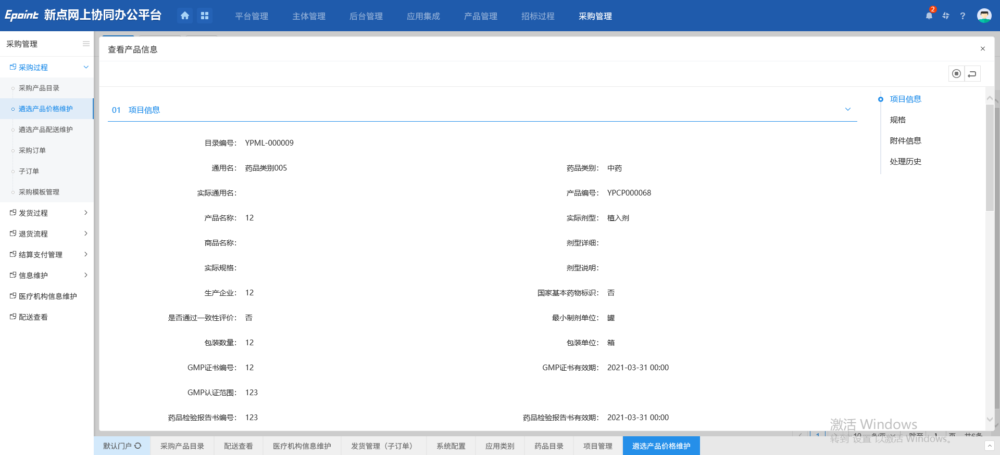 Epoint 新点网上协同办公平台
平台管理 主体管理 后台管理 应用集成 产品管理 招标过程 采购管理
2
?
采购管理
采购过程
采购产品目录
遴选产品价格维护
遴选产品配送维护
采购订单
子订单
采购模板管理
发货过程
退货流程
结算支付管理
信息维护
医疗机构信息维护
配送查看
查看产品信息
01 项目信息
目录编号： YPML-000009
通用名： 药品类别005 药品类别： 中药
实际通用名： 产品编号： YPCP000068
产品名称： 12 实际剂型： 植入剂
商品名称： 剂型详细：
实际规格： 剂型说明：
生产企业： 12 国家基本药物标识： 否
是否通过一致性评价： 否 最小制剂单位： 罐
包装数量： 12 包装单位： 箱
GMP证书编号： 12 GMP证书有效期： 2021-03-31 00:00
GMP认证范围： 123
药品检验报告书编号： 123 药品检验报告书有效期： 2021-03-31 00:00
项目信息
规格
附件信息
处理历史
激活 Windows
转到"设置"以激活 Windows。
1 10 条/页 跳至 1 页 共6条
默认门户 采购产品目录 配送查看 医疗机构信息维护 发货管理（子订单） 系统配置 应用类别 药品目录 项目管理 遴选产品价格维护